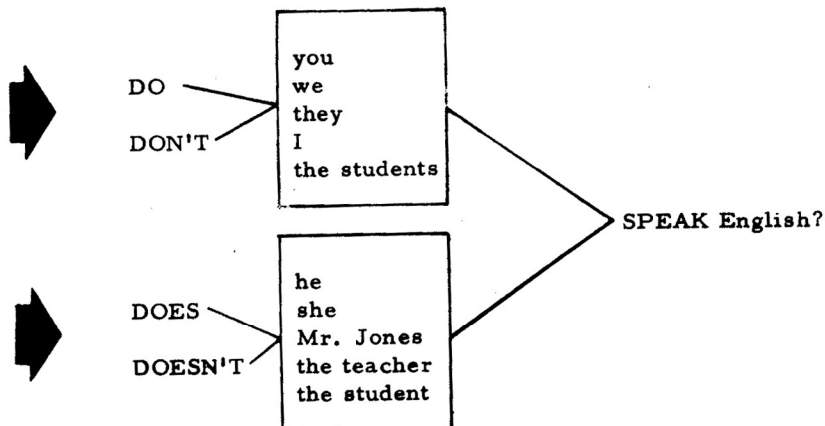 DO
DON'T
you
we
they
I
the students
SPEAK English?
DOES
DOESN'T
he
she
Mr. Jones
the teacher
the student